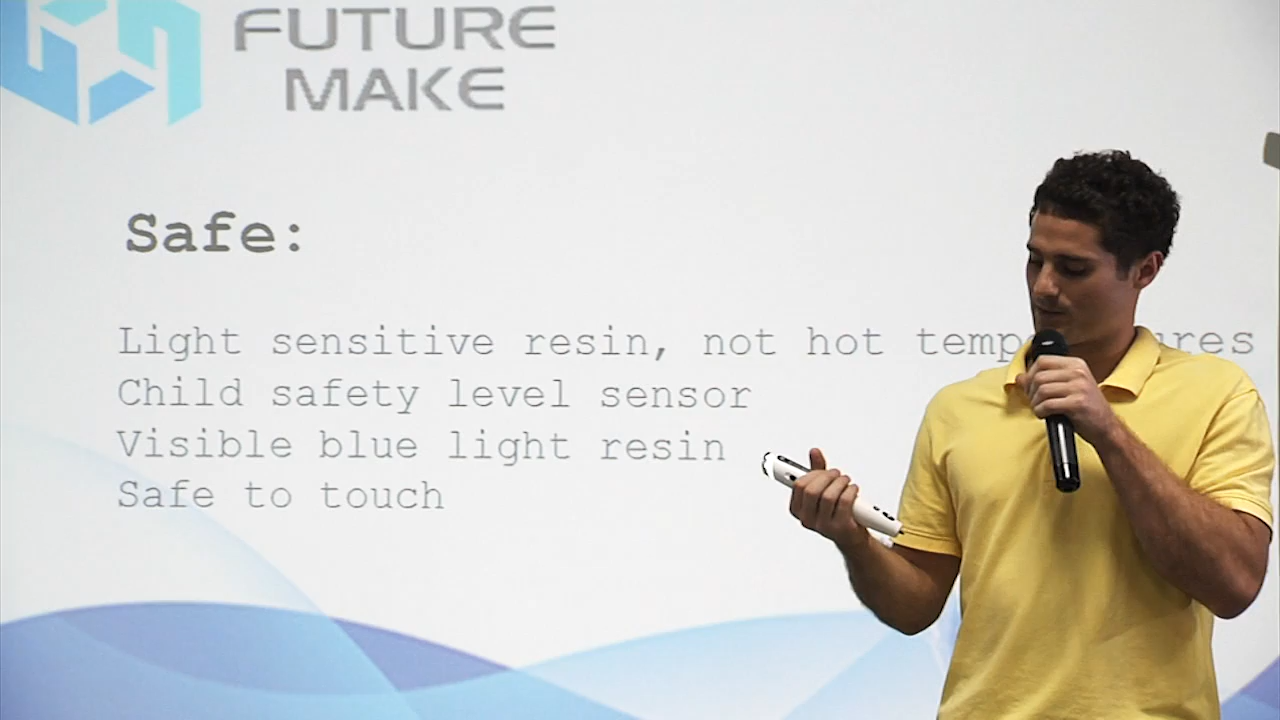 FUTURE
MAKE
Safe:
Light sensitive resin, not hot
Child safety level sensor
Visible blue light resin
Safe to touch